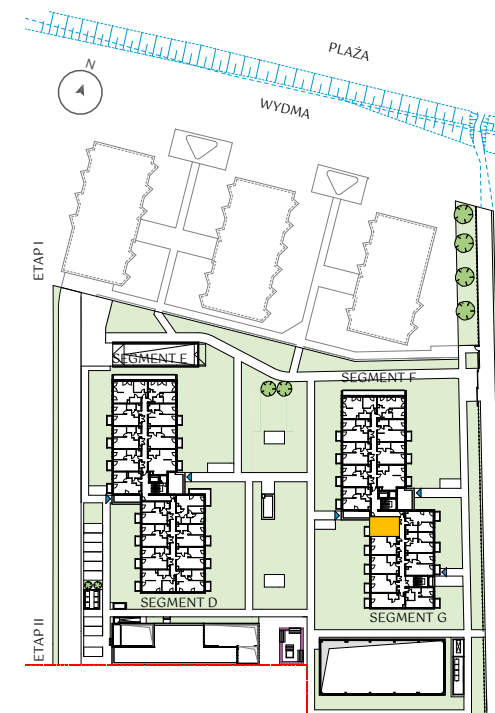 PLAŻA
WYDMA
N
ETAP I
SEGMENT E
SEGMENT F
SEGMENT D
SEGMENT G
ETAP II